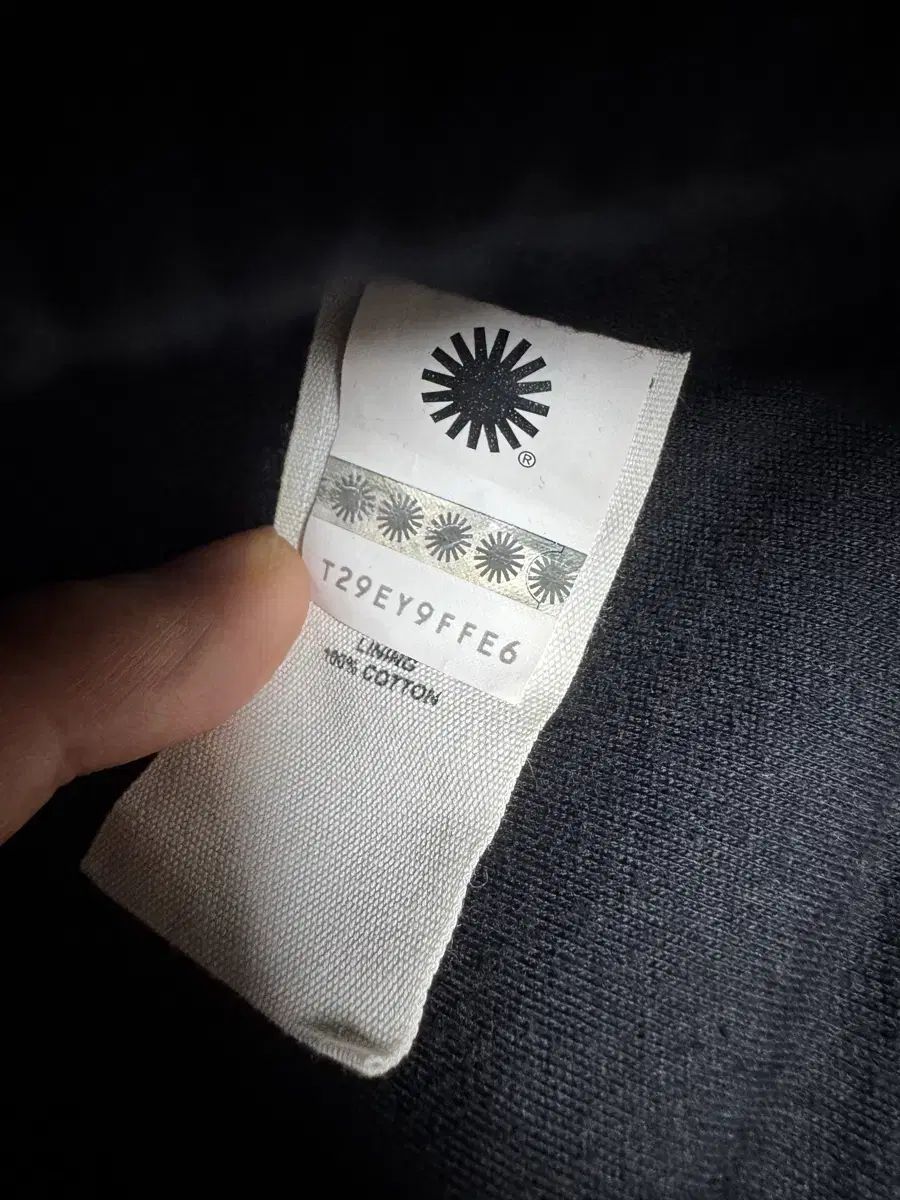 ®
T29EY9FFE6
LINING
100% COTTON